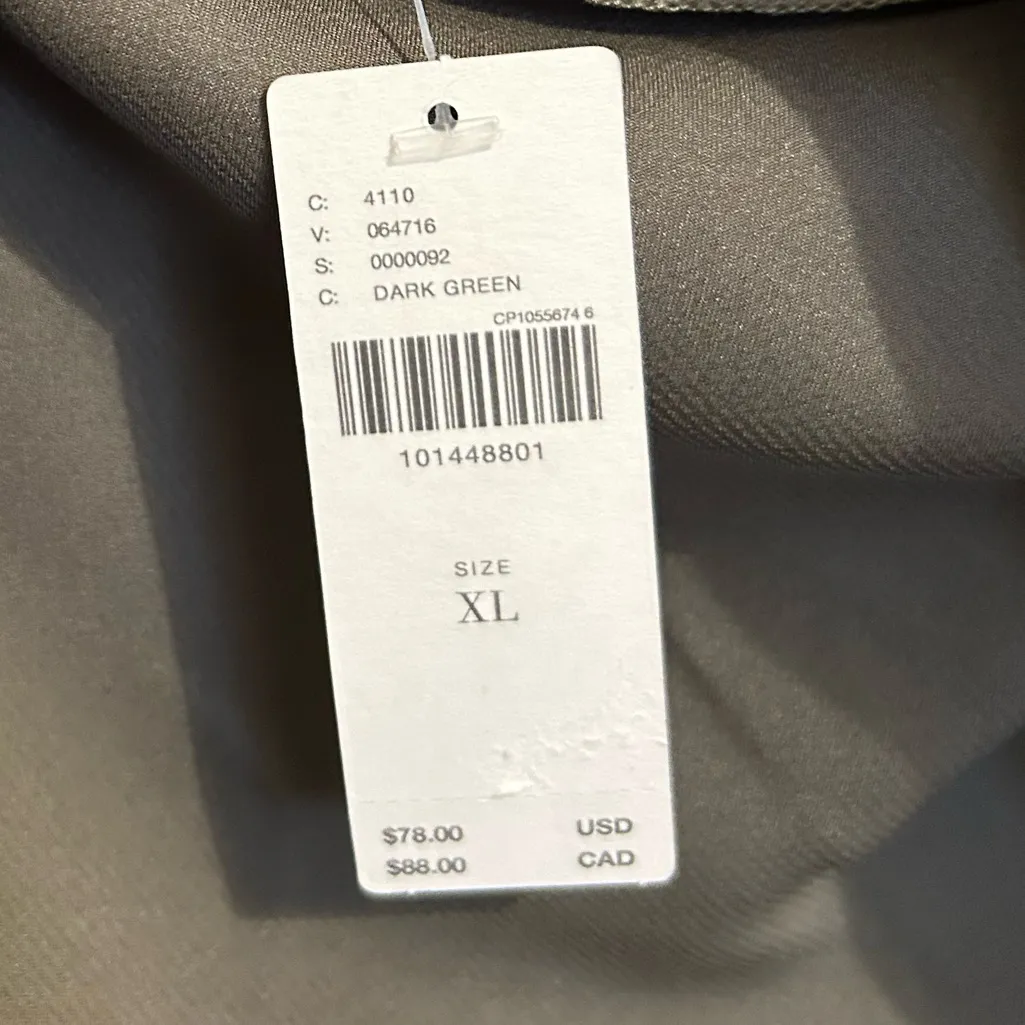 C: 4110
V: 064716
S: 0000092
C: DARK GREEN
CP1055674 6
101448801
SIZE
XL
$78.00 USD
$88.00 CAD